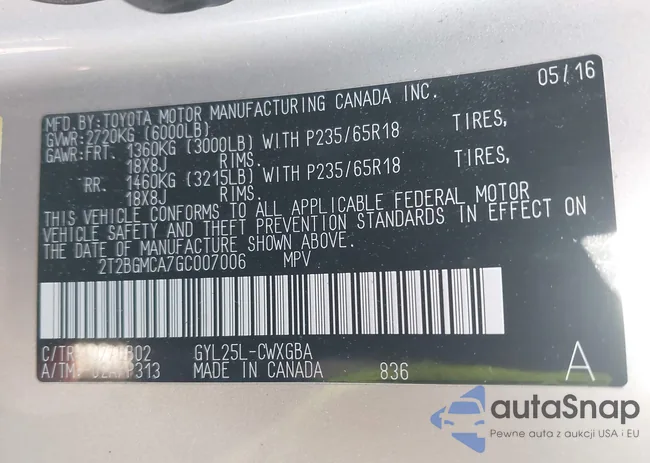 05/16
MFD.BY:TOYOTA MOTOR MANUFACTURING CANADA INC.
GVWR:2720KG (6000LB)
GAWR:FRT. 1360KG (3000LB) WITH P235/65R18 TIRES,
18X8J RIMS.
RR. 1460KG (3215LB) WITH P235/65R18 TIRES,
18X8J RIMS.
THIS VEHICLE CONFORMS TO ALL APPLICABLE FEDERAL MOTOR
VEHICLE SAFETY AND THEFT PREVENTION STANDARDS IN EFFECT ON
THE DATE OF MANUFACTURE SHOWN ABOVE.
2T2BGMCA7GC007006 MPV
C/TR GYL25L-CWXGBA
A/TM MADE IN CANADA 836 A
autaSnap
Pewne auta z aukcji USA i EU